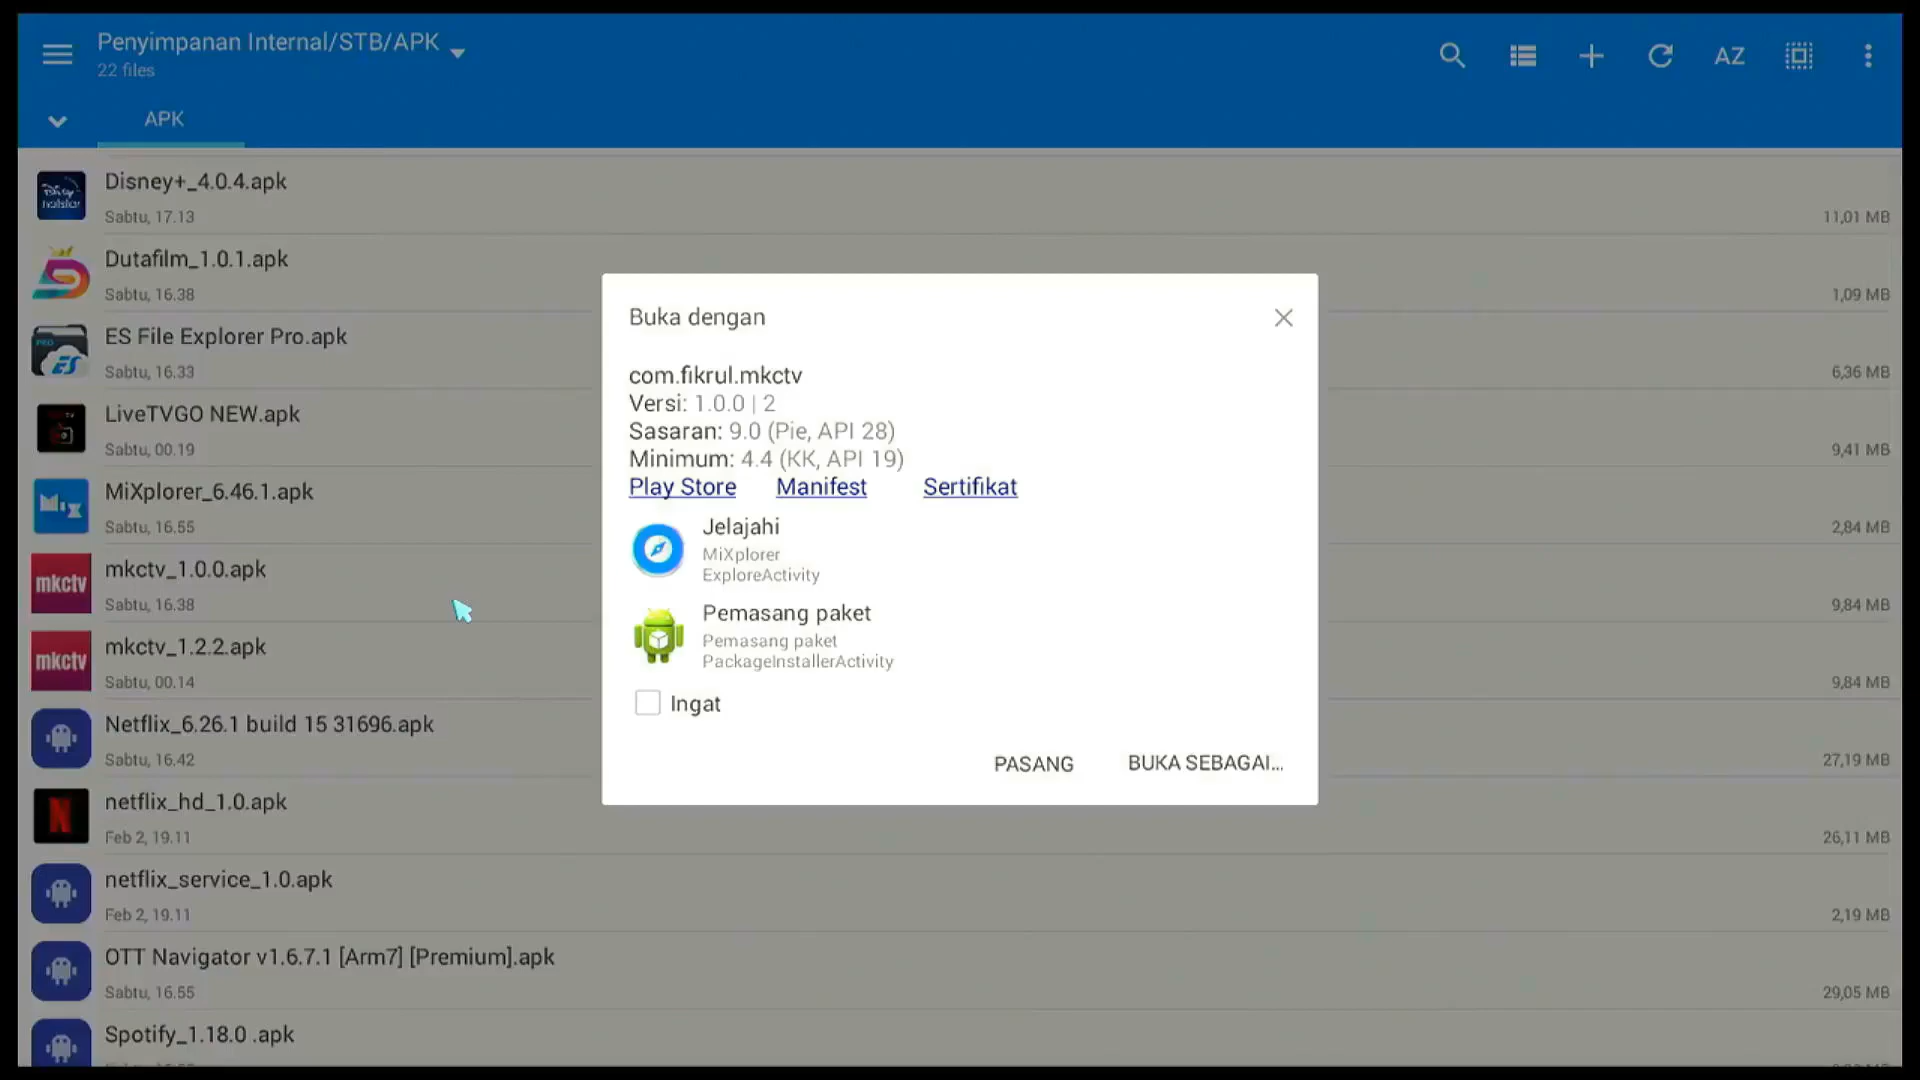 Penyimpanan Internal/STB/APK
22 files
AZ
APK
Disney+_4.0.4.apk
Sabtu, 17.13
11,01 MB
Dutafilm_1.0.1.apk
Sabtu, 16.38
1,09 MB
PRO
ES
ES File Explorer Pro.apk
Sabtu, 16.33
6,36 MB
LiveTVGO NEW.apk
Sabtu, 00.19
9,41 MB
MiXplorer_6.46.1.apk
Sabtu, 16.55
2,84 MB
mkctv
mkctv_1.0.0.apk
Sabtu, 16.38
9,84 MB
mkctv
mkctv_1.2.2.apk
Sabtu, 00.14
9,84 MB
Netflix_6.26.1 build 15 31696.apk
Sabtu, 16.42
27,19 MB
N
netflix_hd_1.0.apk
Feb 2, 19.11
26,11 MB
netflix_service_1.0.apk
Feb 2, 19.11
2,19 MB
OTT Navigator v1.6.7.1 [Arm7] [Premium].apk
Sabtu, 16.55
29,05 MB
Spotify_1.18.0 .apk
Buka dengan
com.fikrul.mkctv
Versi: 1.0.0 | 2
Sasaran: 9.0 (Pie, API 28)
Minimum: 4.4 (KK, API 19)
Play Store Manifest Sertifikat
Jelajahi
MiXplorer
ExploreActivity
Pemasang paket
Pemasang paket
PackageInstallerActivity
Ingat
PASANG BUKA SEBAGAI...